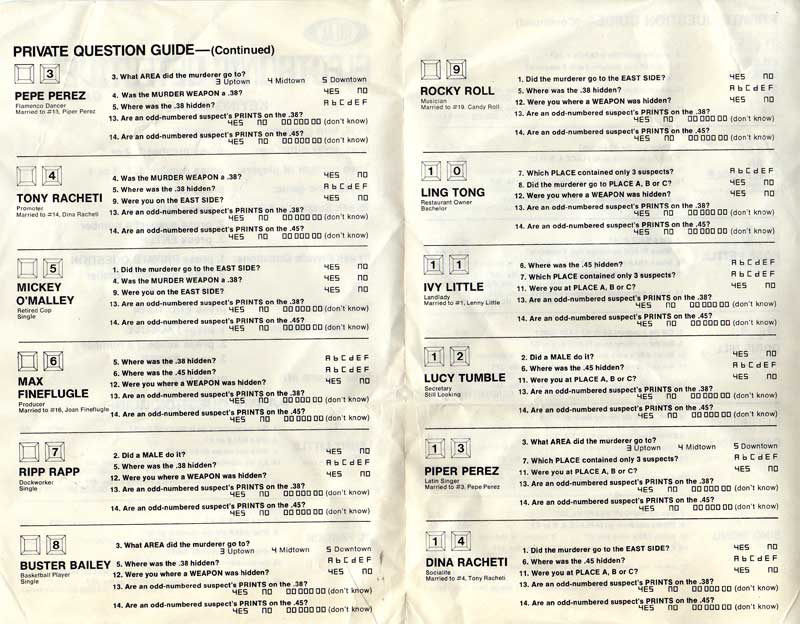 PRIVATE QUESTION GUIDE—(Continued)
3
PEPE PEREZ
Flamenco Dancer
Married to #13, Piper Perez
3. What AREA did the murderer go to?
3 Uptown 4 Midtown 5 Downtown
4. Was the MURDER WEAPON a .38? YES NO
5. Where was the .38 hidden? A b C d E F
13. Are an odd-numbered suspect's PRINTS on the .38?
YES NO 00 00 00 00 (don't know)
14. Are an odd-numbered suspect's PRINTS on the .45?
YES NO 00 00 00 00 (don't know)
4
TONY RACHETI
Promoter
Married to #14, Dina Racheti
4. Was the MURDER WEAPON a .38? YES NO
5. Where was the .38 hidden? A b C d E F
9. Were you on the EAST SIDE? YES NO
13. Are an odd-numbered suspect's PRINTS on the .38?
YES NO 00 00 00 00 (don't know)
14. Are an odd-numbered suspect's PRINTS on the .45?
YES NO 00 00 00 00 (don't know)
5
MICKEY
O'MALLEY
Retired Cop
Single
1. Did the murderer go to the EAST SIDE? YES NO
4. Was the MURDER WEAPON a .38? YES NO
9. Were you on the EAST SIDE? YES NO
13. Are an odd-numbered suspect's PRINTS on the .38?
YES NO 00 00 00 00 (don't know)
14. Are an odd-numbered suspect's PRINTS on the .45?
YES NO 00 00 00 00 (don't know)
6
MAX
FINEFLUGLE
Producer
Married to #16, Joan Fineflugle
5. Where was the .38 hidden? A b C d E F
6. Where was the .45 hidden? A b C d E F
12. Were you where a WEAPON was hidden? YES NO
13. Are an odd-numbered suspect's PRINTS on the .38?
YES NO 00 00 00 00 (don't know)
14. Are an odd-numbered suspect's PRINTS on the .45?
YES NO 00 00 00 00 (don't know)
7
RIPP RAPP
Dockworker
Single
2. Did a MALE do it? YES NO
5. Where was the .38 hidden? A b C d E F
12. Were you where a WEAPON was hidden? YES NO
13. Are an odd-numbered suspect's PRINTS on the .38?
YES NO 00 00 00 00 (don't know)
14. Are an odd-numbered suspect's PRINTS on the .45?
YES NO 00 00 00 00 (don't know)
8
BUSTER BAILEY
Basketball Player
Single
3. What AREA did the murderer go to?
3 Uptown 4 Midtown 5 Downtown
5. Where was the .38 hidden? A b C d E F
12. Were you where a WEAPON was hidden? YES NO
13. Are an odd-numbered suspect's PRINTS on the .38?
YES NO 00 00 00 00 (don't know)
14. Are an odd-numbered suspect's PRINTS on the .45?
YES NO 00 00 00 00 (don't know)
9
ROCKY ROLL
Musician
Married to #19, Candy Roll
1. Did the murderer go to the EAST SIDE? YES NO
5. Where was the .38 hidden? A b C d E F
12. Were you where a WEAPON was hidden? YES NO
13. Are an odd-numbered suspect's PRINTS on the .38?
YES NO 00 00 00 00 (don't know)
14. Are an odd-numbered suspect's PRINTS on the .45?
YES NO 00 00 00 00 (don't know)
1 0
LING TONG
Restaurant Owner
Bachelor
7. Which PLACE contained only 3 suspects? A b C d E F
8. Did the murderer go to PLACE A, B or C? YES NO
12. Were you where a WEAPON was hidden? YES NO
13. Are an odd-numbered suspect's PRINTS on the .38?
YES NO 00 00 00 00 (don't know)
14. Are an odd-numbered suspect's PRINTS on the .45?
YES NO 00 00 00 00 (don't know)
1 1
IVY LITTLE
Landlady
Married to #1, Lenny Little
6. Where was the .45 hidden? A b C d E F
7. Which PLACE contained only 3 suspects? A b C d E F
11. Were you at PLACE A, B or C? YES NO
13. Are an odd-numbered suspect's PRINTS on the .38?
YES NO 00 00 00 00 (don't know)
14. Are an odd-numbered suspect's PRINTS on the .45?
YES NO 00 00 00 00 (don't know)
1 2
LUCY TUMBLE
Secretary
Still Looking
2. Did a MALE do it? YES NO
6. Where was the .45 hidden? A b C d E F
11. Were you at PLACE A, B or C? YES NO
13. Are an odd-numbered suspect's PRINTS on the .38?
YES NO 00 00 00 00 (don't know)
14. Are an odd-numbered suspect's PRINTS on the .45?
YES NO 00 00 00 00 (don't know)
1 3
PIPER PEREZ
Latin Singer
Married to #3, Pepe Perez
3. What AREA did the murderer go to?
3 Uptown 4 Midtown 5 Downtown
7. Which PLACE contained only 3 suspects? A b C d E F
11. Were you at PLACE A, B or C? YES NO
13. Are an odd-numbered suspect's PRINTS on the .38?
YES NO 00 00 00 00 (don't know)
14. Are an odd-numbered suspect's PRINTS on the .45?
YES NO 00 00 00 00 (don't know)
1 4
DINA RACHETI
Socialite
Married to #4, Tony Racheti
1. Did the murderer go to the EAST SIDE? YES NO
6. Where was the .45 hidden? A b C d E F
11. Were you at PLACE A, B or C? YES NO
13. Are an odd-numbered suspect's PRINTS on the .38?
YES NO 00 00 00 00 (don't know)
14. Are an odd-numbered suspect's PRINTS on the .45?
YES NO 00 00 00 00 (don't know)